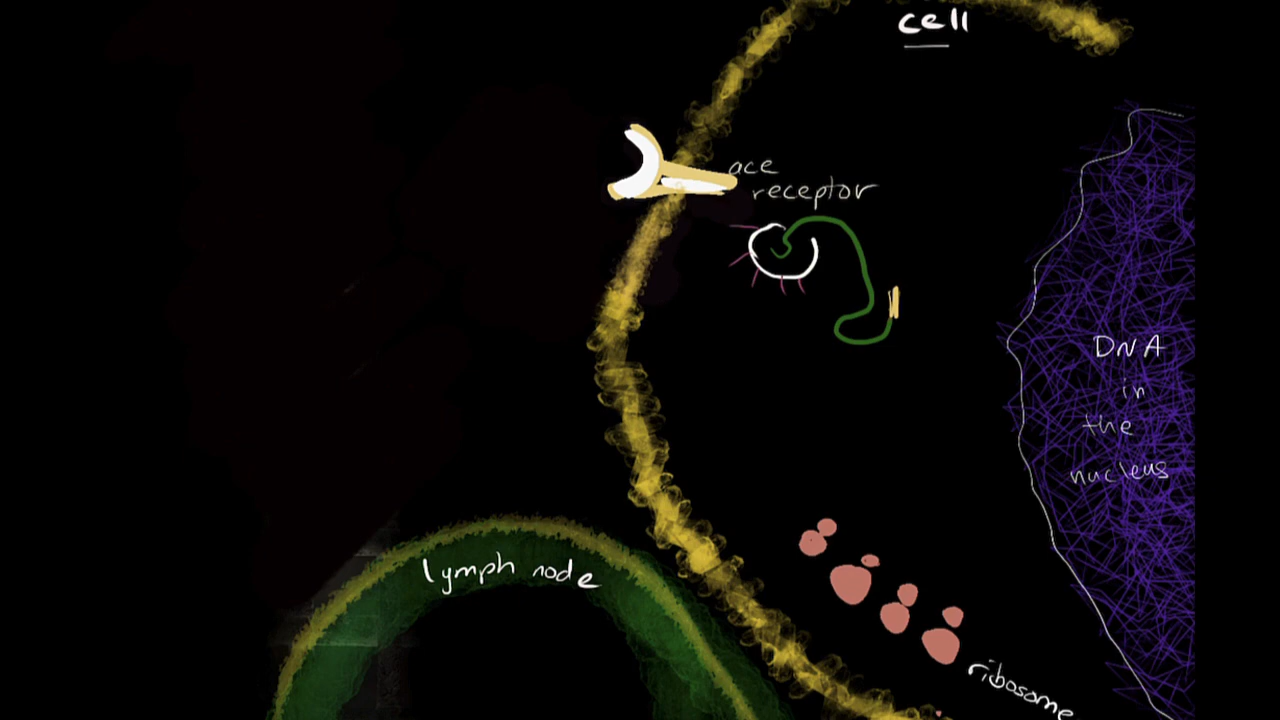 cell
ace
receptor
DNA
in
the
nucleus
lymph node
ribosome